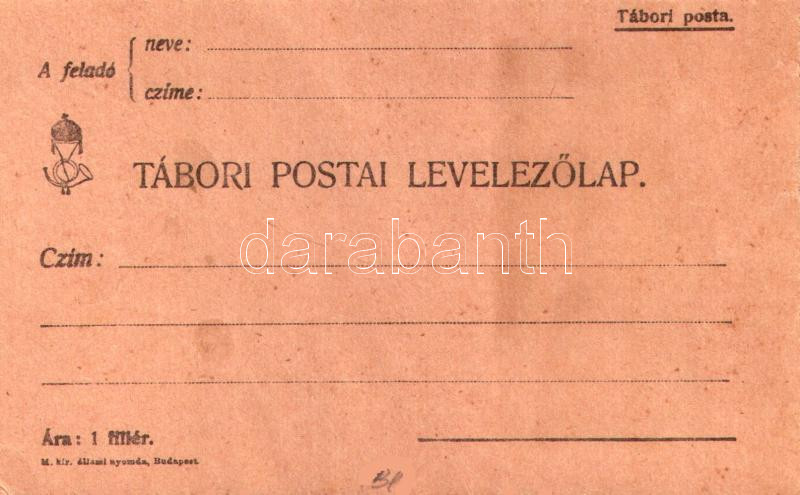 Tábori posta.
A feladó
neve:
czíme:
TÁBORI POSTAI LEVELEZŐLAP.
darabanth
Czím:
Ára: 1 fillér.
M. kir. állami nyomda, Budapest.